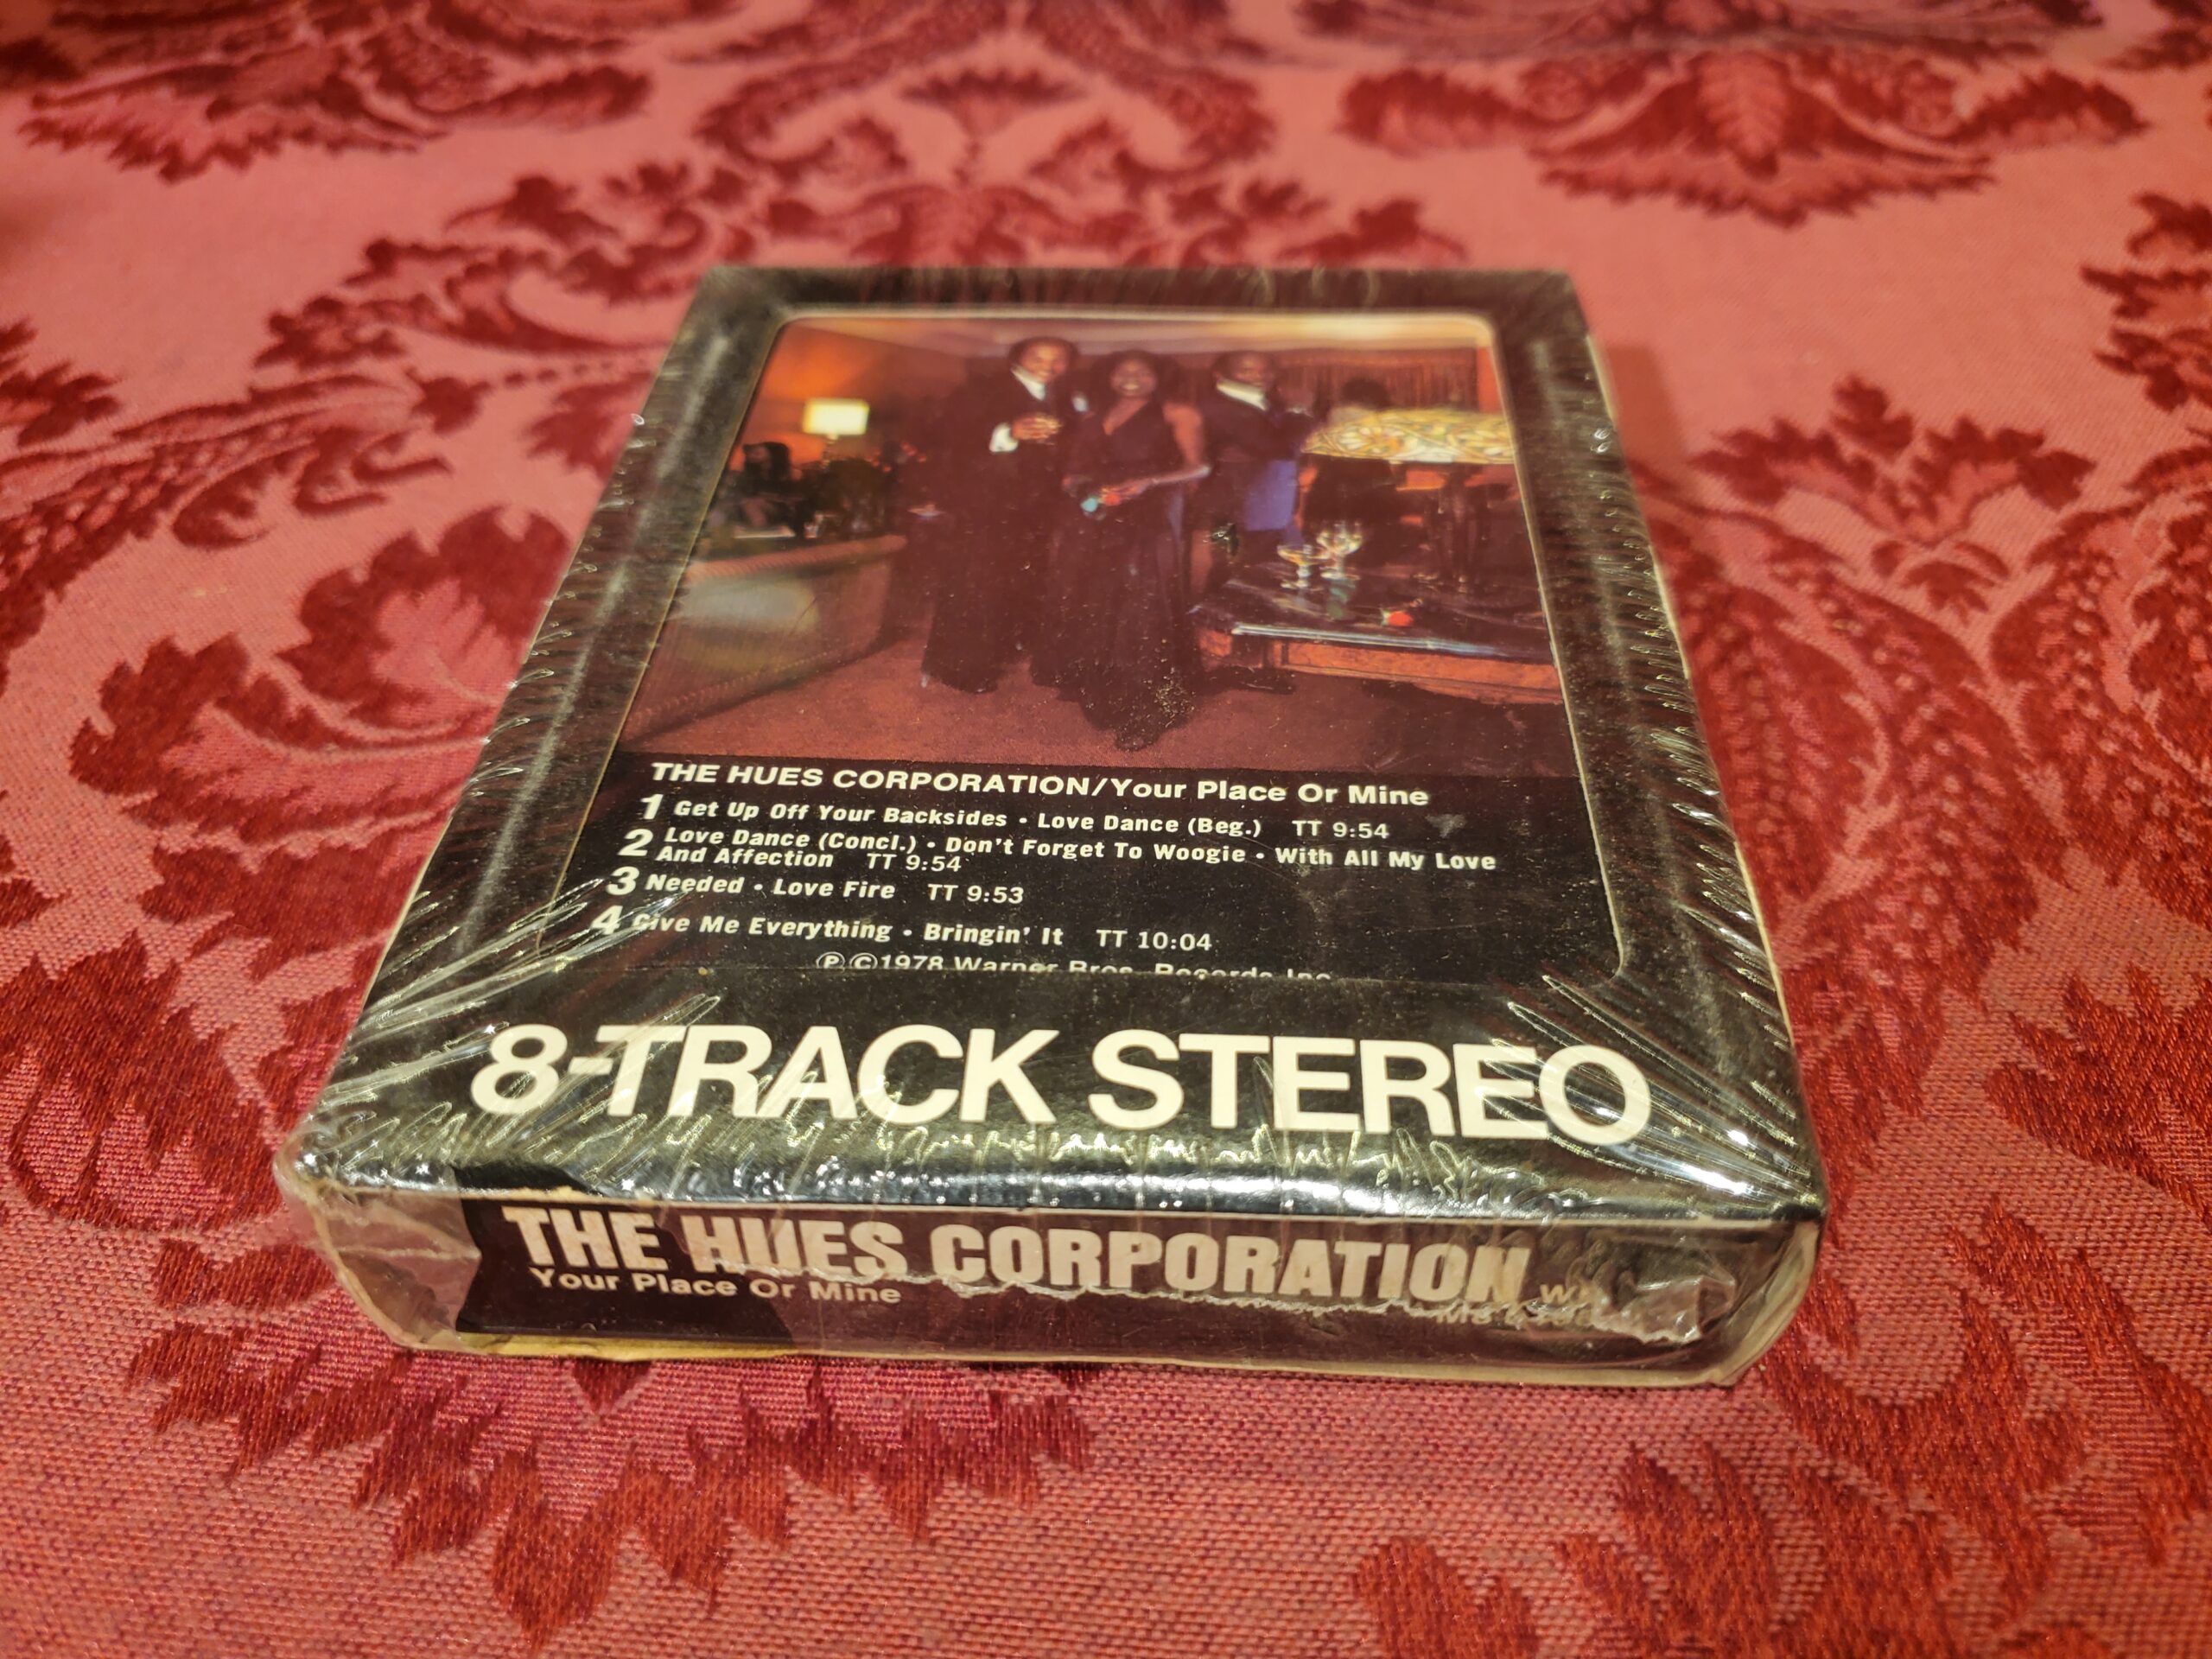 THE HUES CORPORATION/Your Place Or Mine
1 Get Up Off Your Backsides • Love Dance (Beg.) TT 9:54
2 Love Dance (Concl.) • Don't Forget To Woogie • With All My Love
And Affection TT 9:54
3 Needed • Love Fire TT 9:53
4 Give Me Everything • Bringin' It TT 10:04
Ⓟ©1978 Warner Bros. Records Inc.
8-TRACK STEREO
THE HUES CORPORATION
Your Place Or Mine